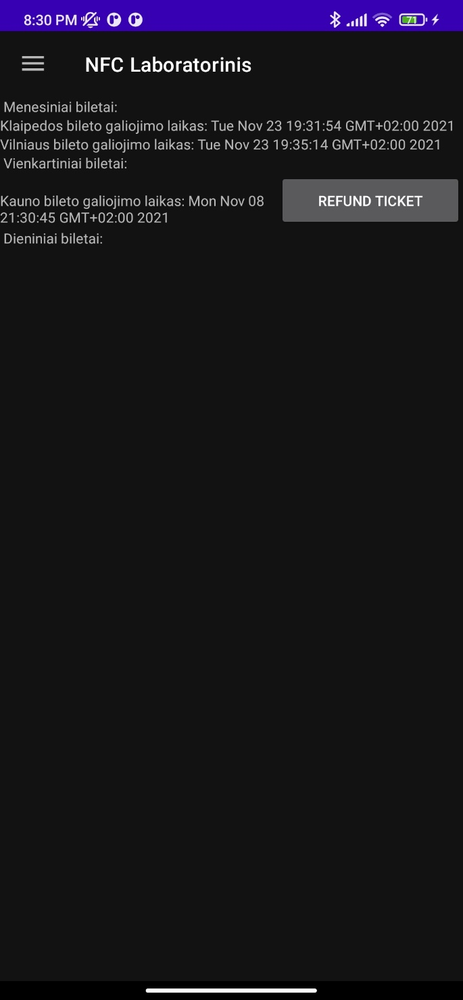 8:30 PM
71
NFC Laboratorinis
Menesiniai biletai:
Klaipedos bileto galiojimo laikas: Tue Nov 23 19:31:54 GMT+02:00 2021
Vilniaus bileto galiojimo laikas: Tue Nov 23 19:35:14 GMT+02:00 2021
Vienkartiniai biletai:
Kauno bileto galiojimo laikas: Mon Nov 08
21:30:45 GMT+02:00 2021
REFUND TICKET
Dieniniai biletai: